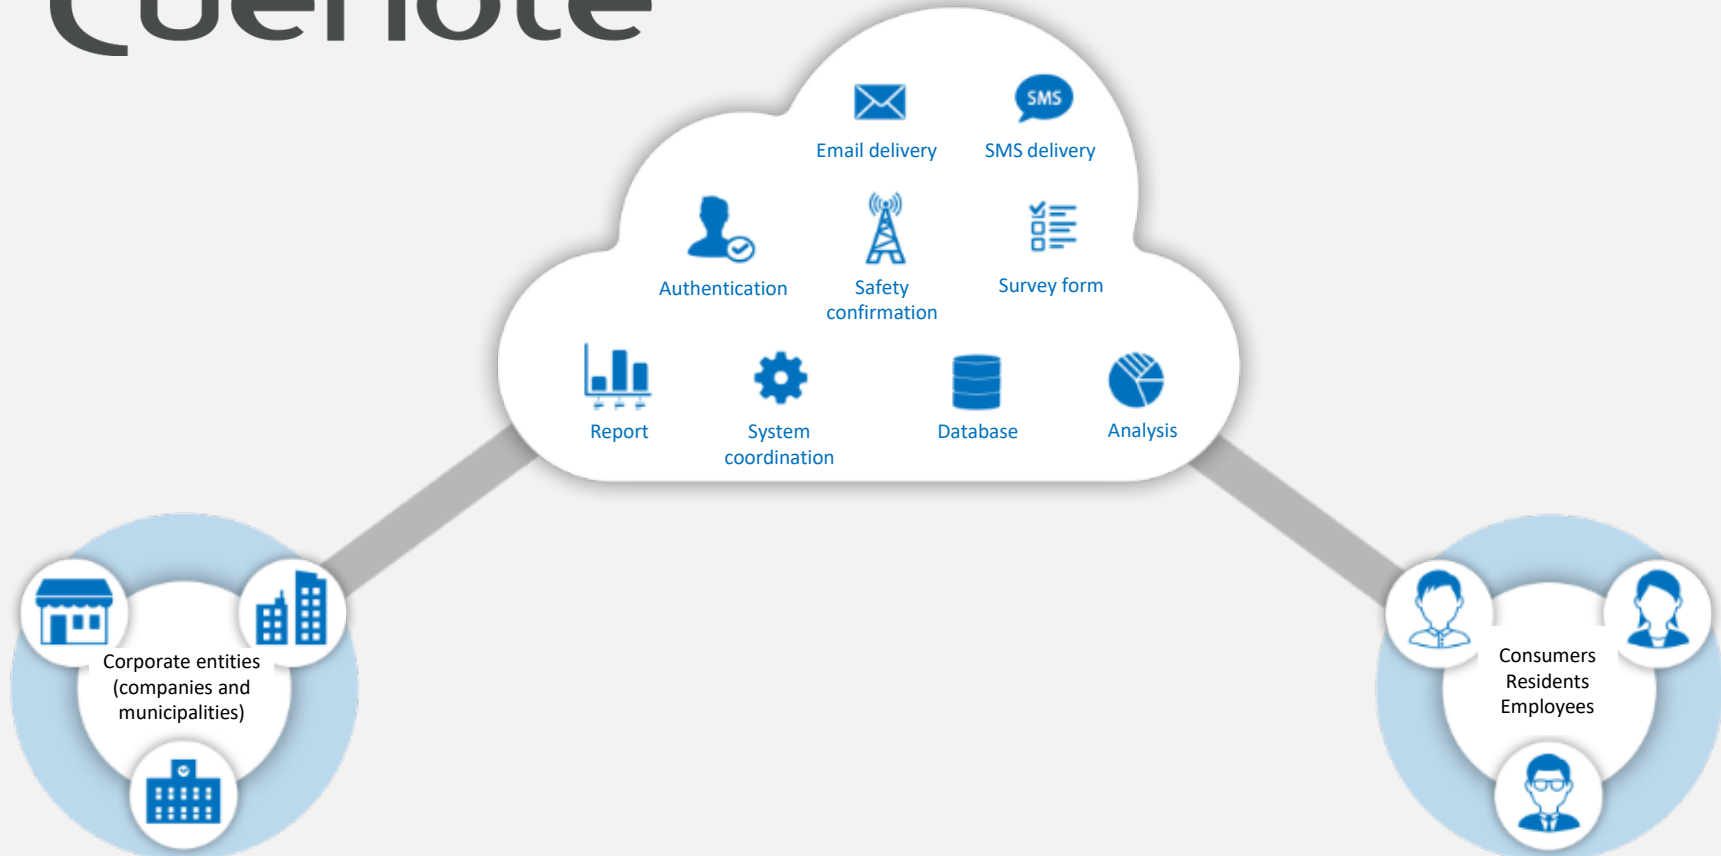 Cuenote
SMS
Email delivery
SMS delivery
Authentication
Safety
confirmation
Survey form
Report
System
coordination
Database
Analysis
Corporate entities
(companies and
municipalities)
Consumers
Residents
Employees